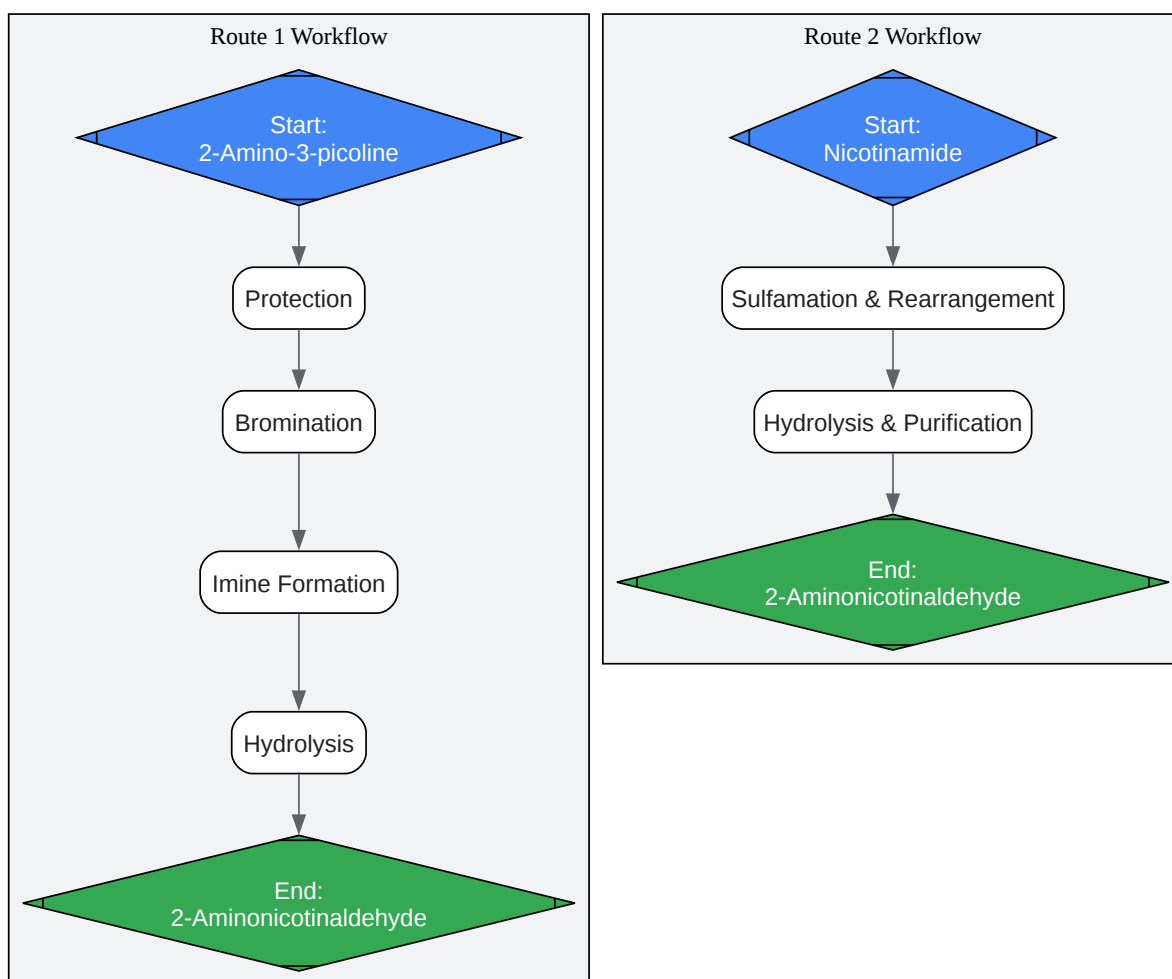 Route 1 Workflow
Start:
2-Amino-3-picoline
Protection
Bromination
Imine Formation
Hydrolysis
End:
2-Aminonicotinaldehyde
Route 2 Workflow
Start:
Nicotinamide
Sulfamation & Rearrangement
Hydrolysis & Purification
End:
2-Aminonicotinaldehyde